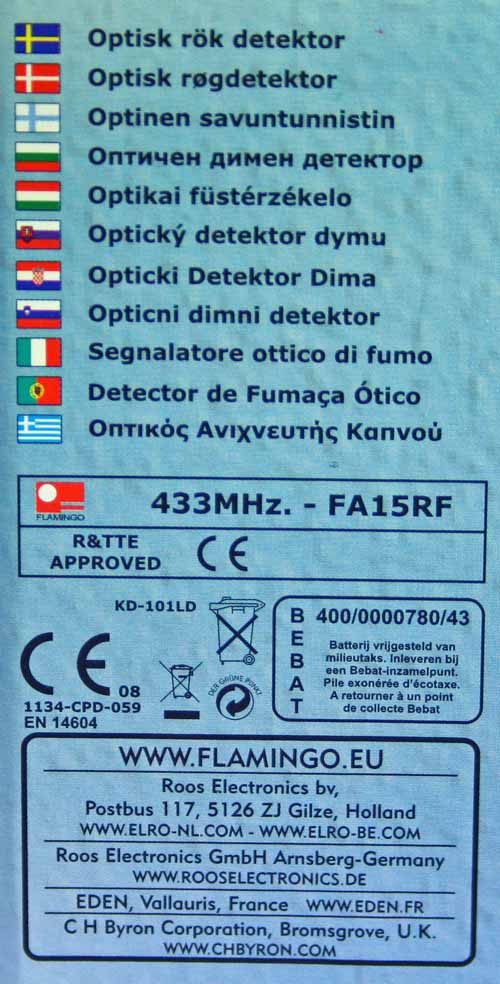 Optisk rök detektor
Optisk røgdetektor
Optinen savuntunnistin
Оптичен димен детектор
Optikai füstérzékelo
Optický detektor dymu
Opticki Detektor Dima
Opticni dimni detektor
Segnalatore ottico di fumo
Detector de Fumaça Ótico
Οπτικός Ανιχνευτής Καπνού
FLAMINGO
433MHz. - FA15RF
R&TTE
APPROVED
CE
KD-101LD
CE 08
1134-CPD-059
EN 14604
DER GRÜNE PUNKT
BEBAT
400/0000780/43
Batterij vrijgesteld van
milieutaks. Inleveren bij
een Bebat-inzamelpunt.
Pile exonérée d'écotaxe.
A retourner à un point
de collecte Bebat
WWW.FLAMINGO.EU
Roos Electronics bv,
Postbus 117, 5126 ZJ Gilze, Holland
WWW.ELRO-NL.COM - WWW.ELRO-BE.COM
Roos Electronics GmbH Arnsberg-Germany
WWW.ROOSELECTRONICS.DE
EDEN, Vallauris, France WWW.EDEN.FR
C H Byron Corporation, Bromsgrove, U.K.
WWW.CHBYRON.COM